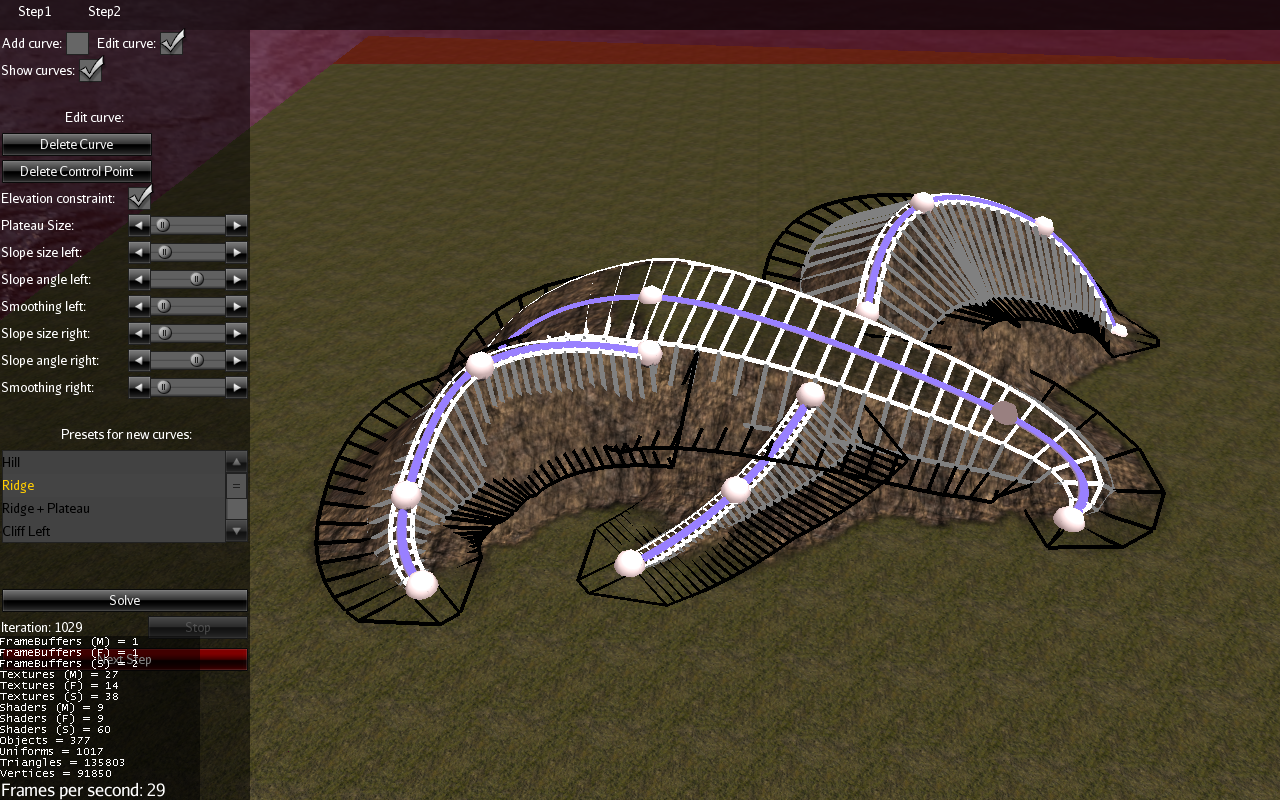 Step1 Step2
Add curve: Edit curve:
Show curves:
Edit curve:
Delete Curve
Delete Control Point
Elevation constraint:
Plateau Size:
Slope size left:
Slope angle left:
Smoothing left:
Slope size right:
Slope angle right:
Smoothing right:
Presets for new curves:
Hill
Ridge
Ridge + Plateau
Cliff Left
Solve
Iteration: 1029 Stop
FrameBuffers (M) = 1
FrameBuffers (F) = 1
FrameBuffers (S) = 2
Next Step
Textures (M) = 27
Textures (F) = 14
Textures (S) = 38
Shaders (M) = 9
Shaders (F) = 9
Shaders (S) = 60
Objects = 377
Uniforms = 1017
Triangles = 135803
Vertices = 91850
Frames per second: 29